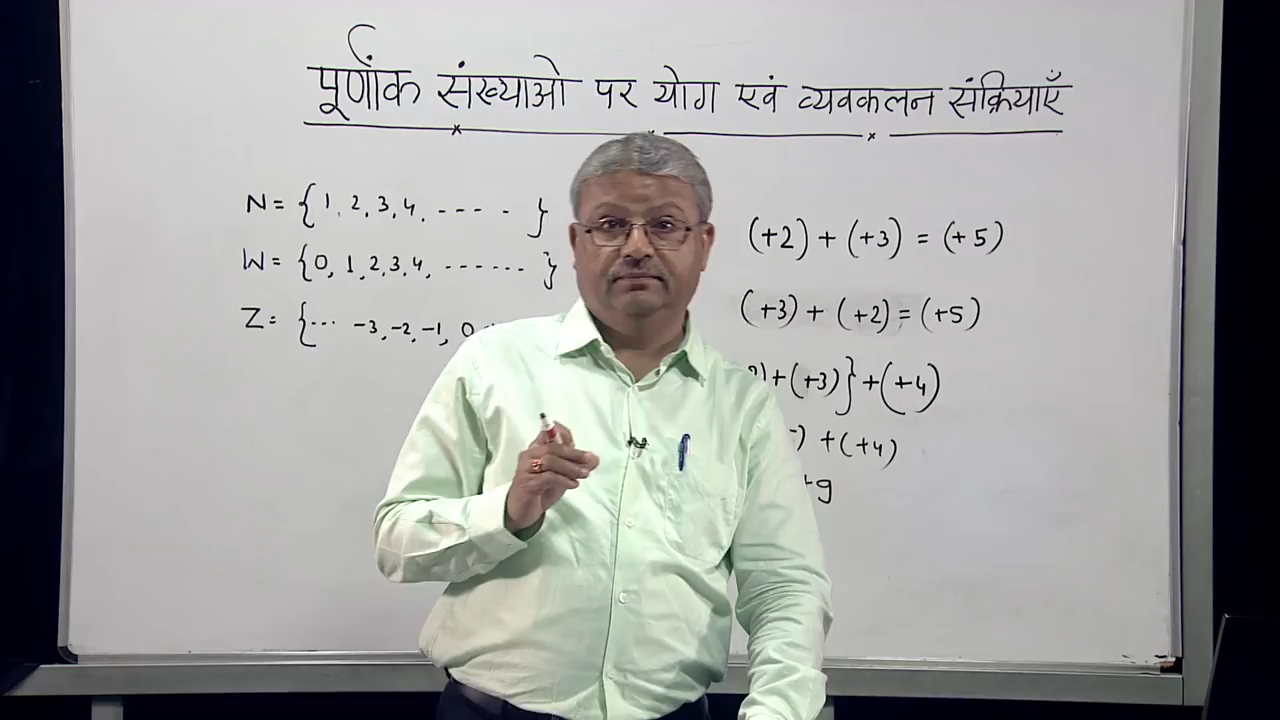 पूर्णांक संख्याओ पर योग एवं व्यवकलन संक्रियाएँ
N = { 1, 2, 3, 4, ---- - }
W = {0, 1, 2, 3, 4, ------- }
Z = {... -3, -2, -1, 0
(+2) + (+3) = (+5)
(+3) + (+2) = (+5)
+ (+3)} + (+4)
) + (+4)
+9